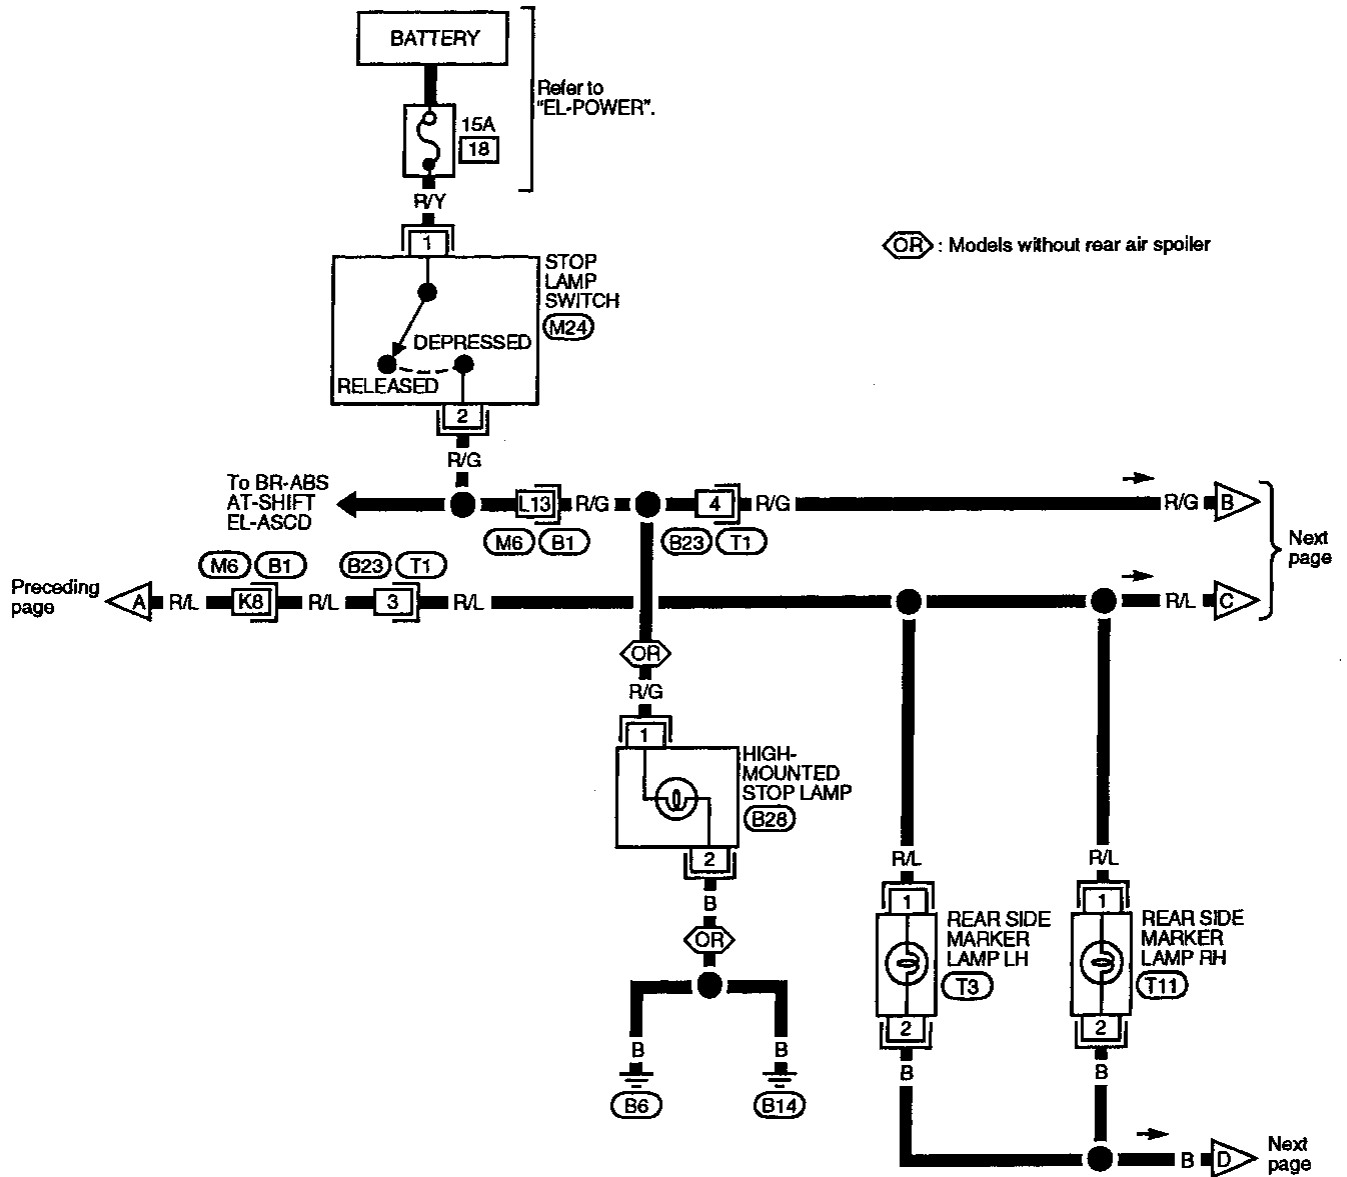 BATTERY
Refer to
"EL-POWER".
15A
18
R/Y
1
OR : Models without rear air spoiler
STOP
LAMP
SWITCH
M24
DEPRESSED
RELEASED
2
R/G
To BR-ABS
AT-SHIFT
EL-ASCD
L13
R/G
4
R/G
R/G
B
M6
B1
B23
T1
Next
page
M6
B1
B23
T1
Preceding
page
A
R/L
K8
R/L
3
R/L
R/L
C
OR
R/G
1
HIGH-
MOUNTED
STOP LAMP
B28
2
B
OR
B
B
B6
B14
R/L
R/L
1
1
REAR SIDE
MARKER
LAMP LH
T3
REAR SIDE
MARKER
LAMP RH
T11
2
2
B
B
B
D
Next
page